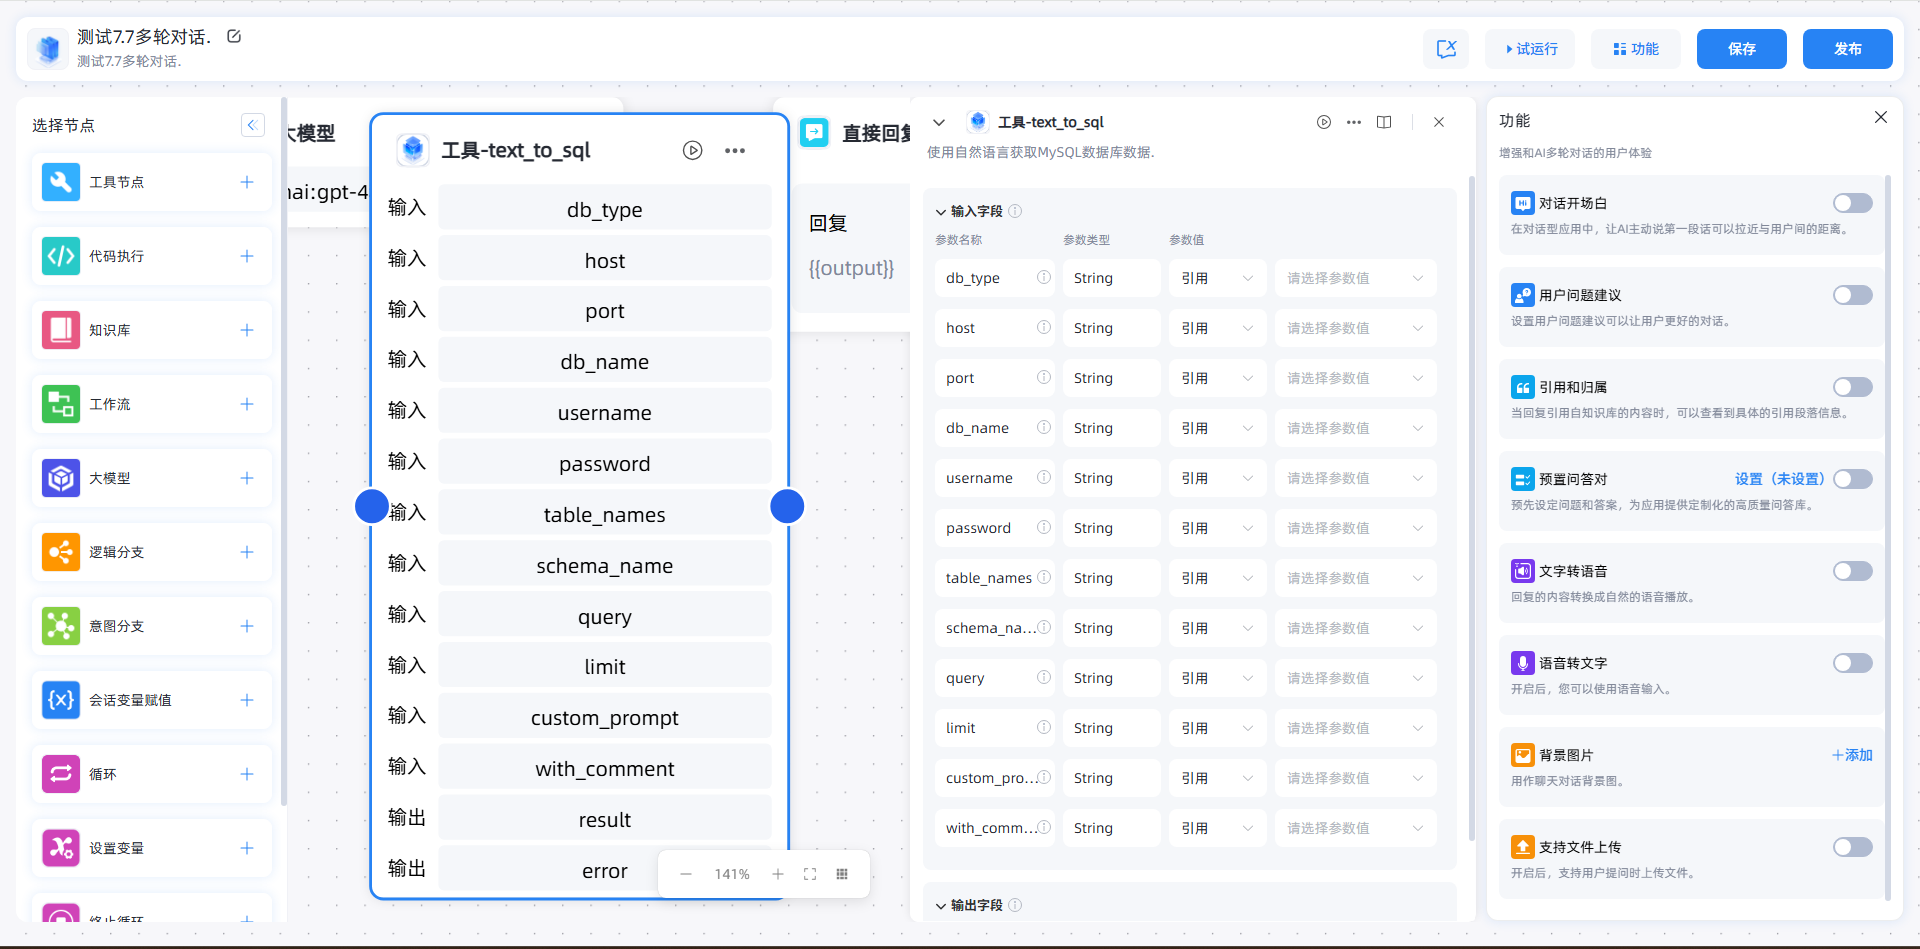 测试7.7多轮对话.
测试7.7多轮对话.
试运行
功能
保存
发布
选择节点
工具节点
代码执行
知识库
工作流
大模型
逻辑分支
意图分支
会话变量赋值
循环
设置变量
终止循环
大模型
nai:gpt-4
工具-text_to_sql
输入 db_type
输入 host
输入 port
输入 db_name
输入 username
输入 password
输入 table_names
输入 schema_name
输入 query
输入 limit
输入 custom_prompt
输入 with_comment
输出 result
输出 error
141%
直接回复
回复
{{output}}
工具-text_to_sql
使用自然语言获取MySQL数据库数据.
输入字段
参数名称 参数类型 参数值
db_type String 引用 请选择参数值
host String 引用 请选择参数值
port String 引用 请选择参数值
db_name String 引用 请选择参数值
username String 引用 请选择参数值
password String 引用 请选择参数值
table_names String 引用 请选择参数值
schema_na... String 引用 请选择参数值
query String 引用 请选择参数值
limit String 引用 请选择参数值
custom_pro... String 引用 请选择参数值
with_comm... String 引用 请选择参数值
输出字段
功能
增强和AI多轮对话的用户体验
Hi 对话开场白
在对话型应用中，让AI主动说第一段话可以拉近与用户间的距离。
用户问题建议
设置用户问题建议可以让用户更好的对话。
引用和归属
当回复引用自知识库的内容时，可以查看到具体的引用段落信息。
预置问答对 设置（未设置）
预先设定问题和答案，为应用提供定制化的高质量问答库。
文字转语音
回复的内容转换成自然的语音播放。
语音转文字
开启后，您可以使用语音输入。
背景图片 +添加
用作聊天对话背景图。
支持文件上传
开启后，支持用户提问时上传文件。